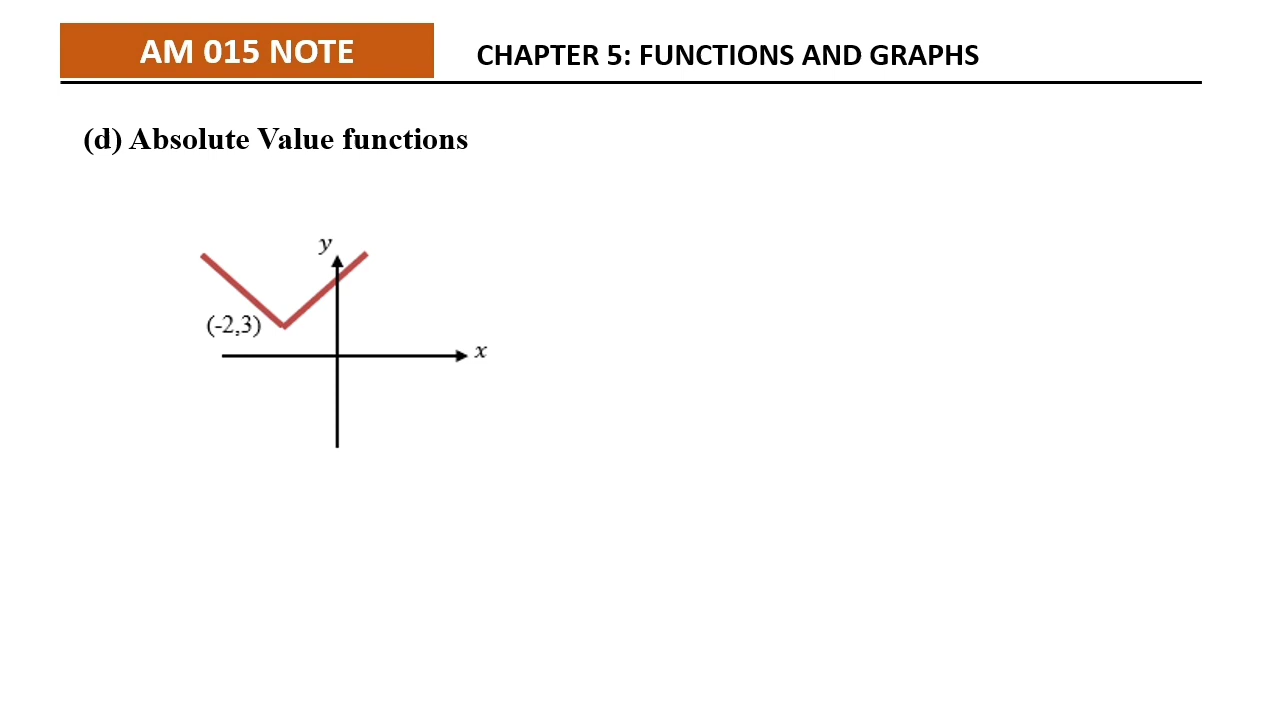 AM 015 NOTE
CHAPTER 5: FUNCTIONS AND GRAPHS
(d) Absolute Value functions
y
(-2,3)
x